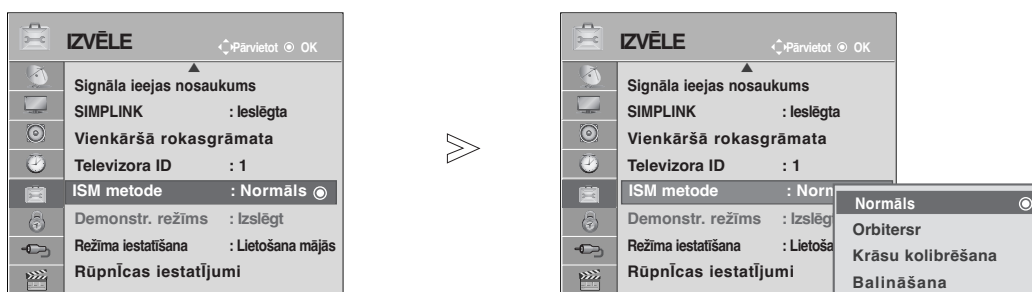 IZVĒLE
Pārvietot OK
Signāla ieejas nosaukums
SIMPLINK : Ieslēgta
Vienkāršā rokasgrāmata
Televizora ID : 1
ISM metode : Normāls
Demonstr. režīms : Izslēgt
Režīma iestatīšana : Lietošana mājās
RūpnĪcas iestatĪjumi
IZVĒLE
Pārvietot OK
Signāla ieejas nosaukums
SIMPLINK : Ieslēgta
Vienkāršā rokasgrāmata
Televizora ID : 1
ISM metode : Norn
Demonstr. režīms : Izslēg
Režīma iestatīšana : Lietoša
RūpnĪcas iestatĪjumi
Normāls
Orbitersr
Krāsu kolibrēšana
Balināšana